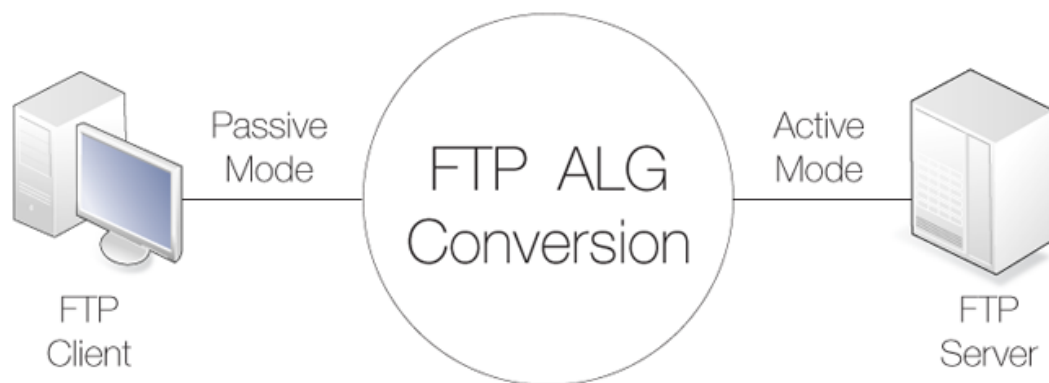 Passive
Mode
FTP ALG
Conversion
Active
Mode
FTP
Client
FTP
Server